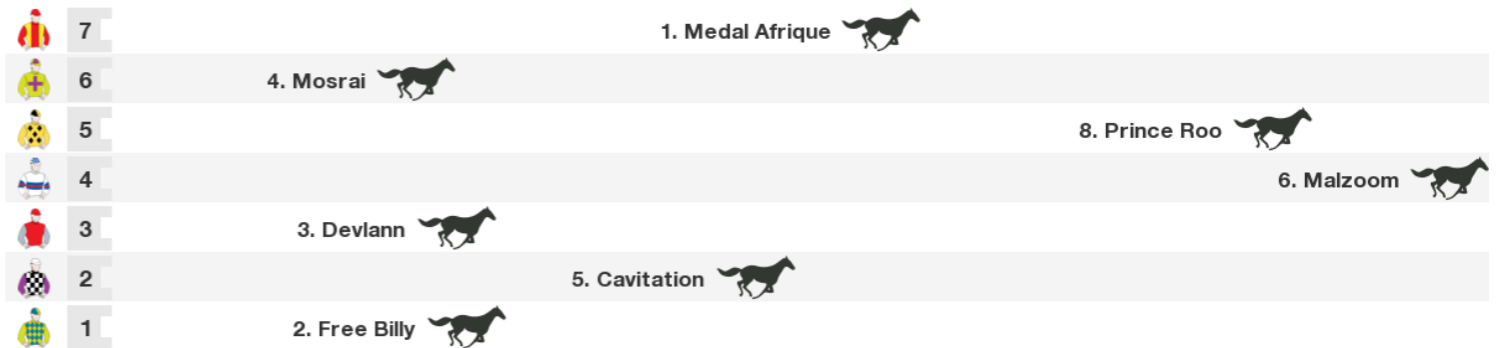 7 1. Medal Afrique
6 4. Mosrai
5 8. Prince Roo
4 6. Malzoom
3 3. Devlann
2 5. Cavitation
1 2. Free Billy